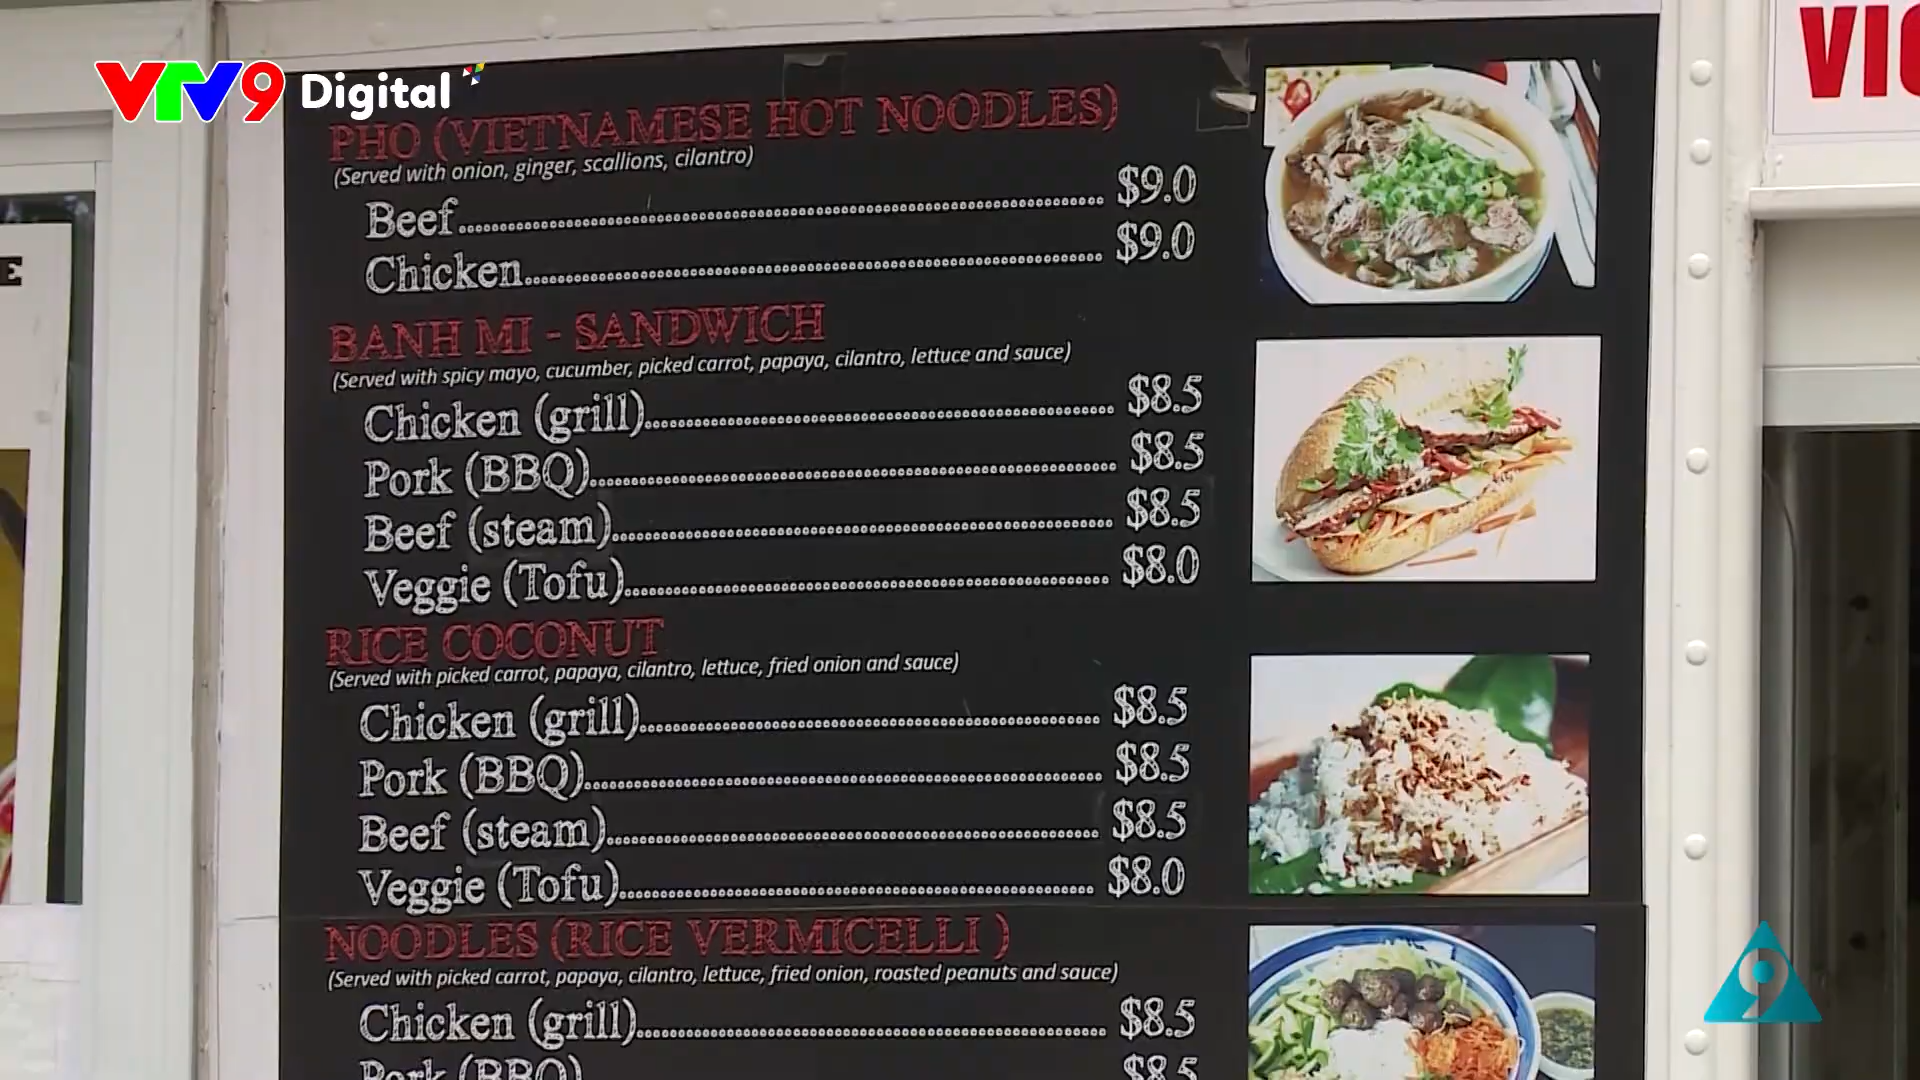 VTV9 Digital
PHO (VIETNAMESE HOT NOODLES)
(Served with onion, ginger, scallions, cilantro)
Beef $9.0
Chicken $9.0
BANH MI - SANDWICH
(Served with spicy mayo, cucumber, picked carrot, papaya, cilantro, lettuce and sauce)
Chicken (grill) $8.5
Pork (BBQ) $8.5
Beef (steam) $8.5
Veggie (Tofu) $8.0
RICE COCONUT
(Served with picked carrot, papaya, cilantro, lettuce, fried onion and sauce)
Chicken (grill) $8.5
Pork (BBQ) $8.5
Beef (steam) $8.5
Veggie (Tofu) $8.0
NOODLES (RICE VERMICELLI )
(Served with picked carrot, papaya, cilantro, lettuce, fried onion, roasted peanuts and sauce)
Chicken (grill) $8.5
Pork (BBQ) $8.5
9